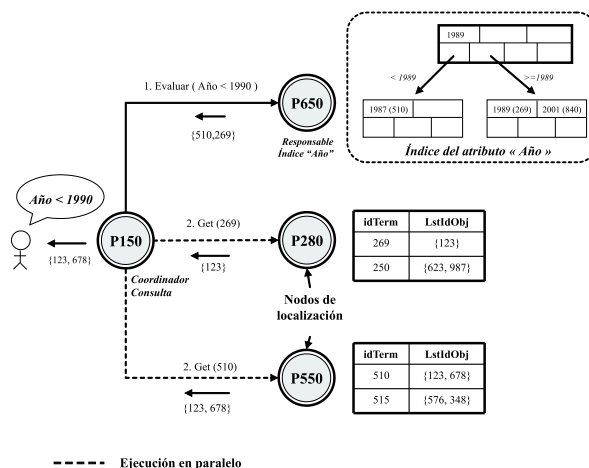 1989
< 1989
>=1989
1987 (510)
1989 (269)
2001 (840)
Índice del atributo « Año »
1. Evaluar ( Año < 1990 )
P650
{510,269}
Responsable
Índice "Año"
Año < 1990
P150
{123, 678}
Coordinador
Consulta
2. Get (269)
{123}
P280
idTerm LstIdObj
269 {123}
250 {623, 987}
Nodos de
localización
2. Get (510)
{123, 678}
P550
idTerm LstIdObj
510 {123, 678}
515 {576, 348}
Ejecución en paralelo